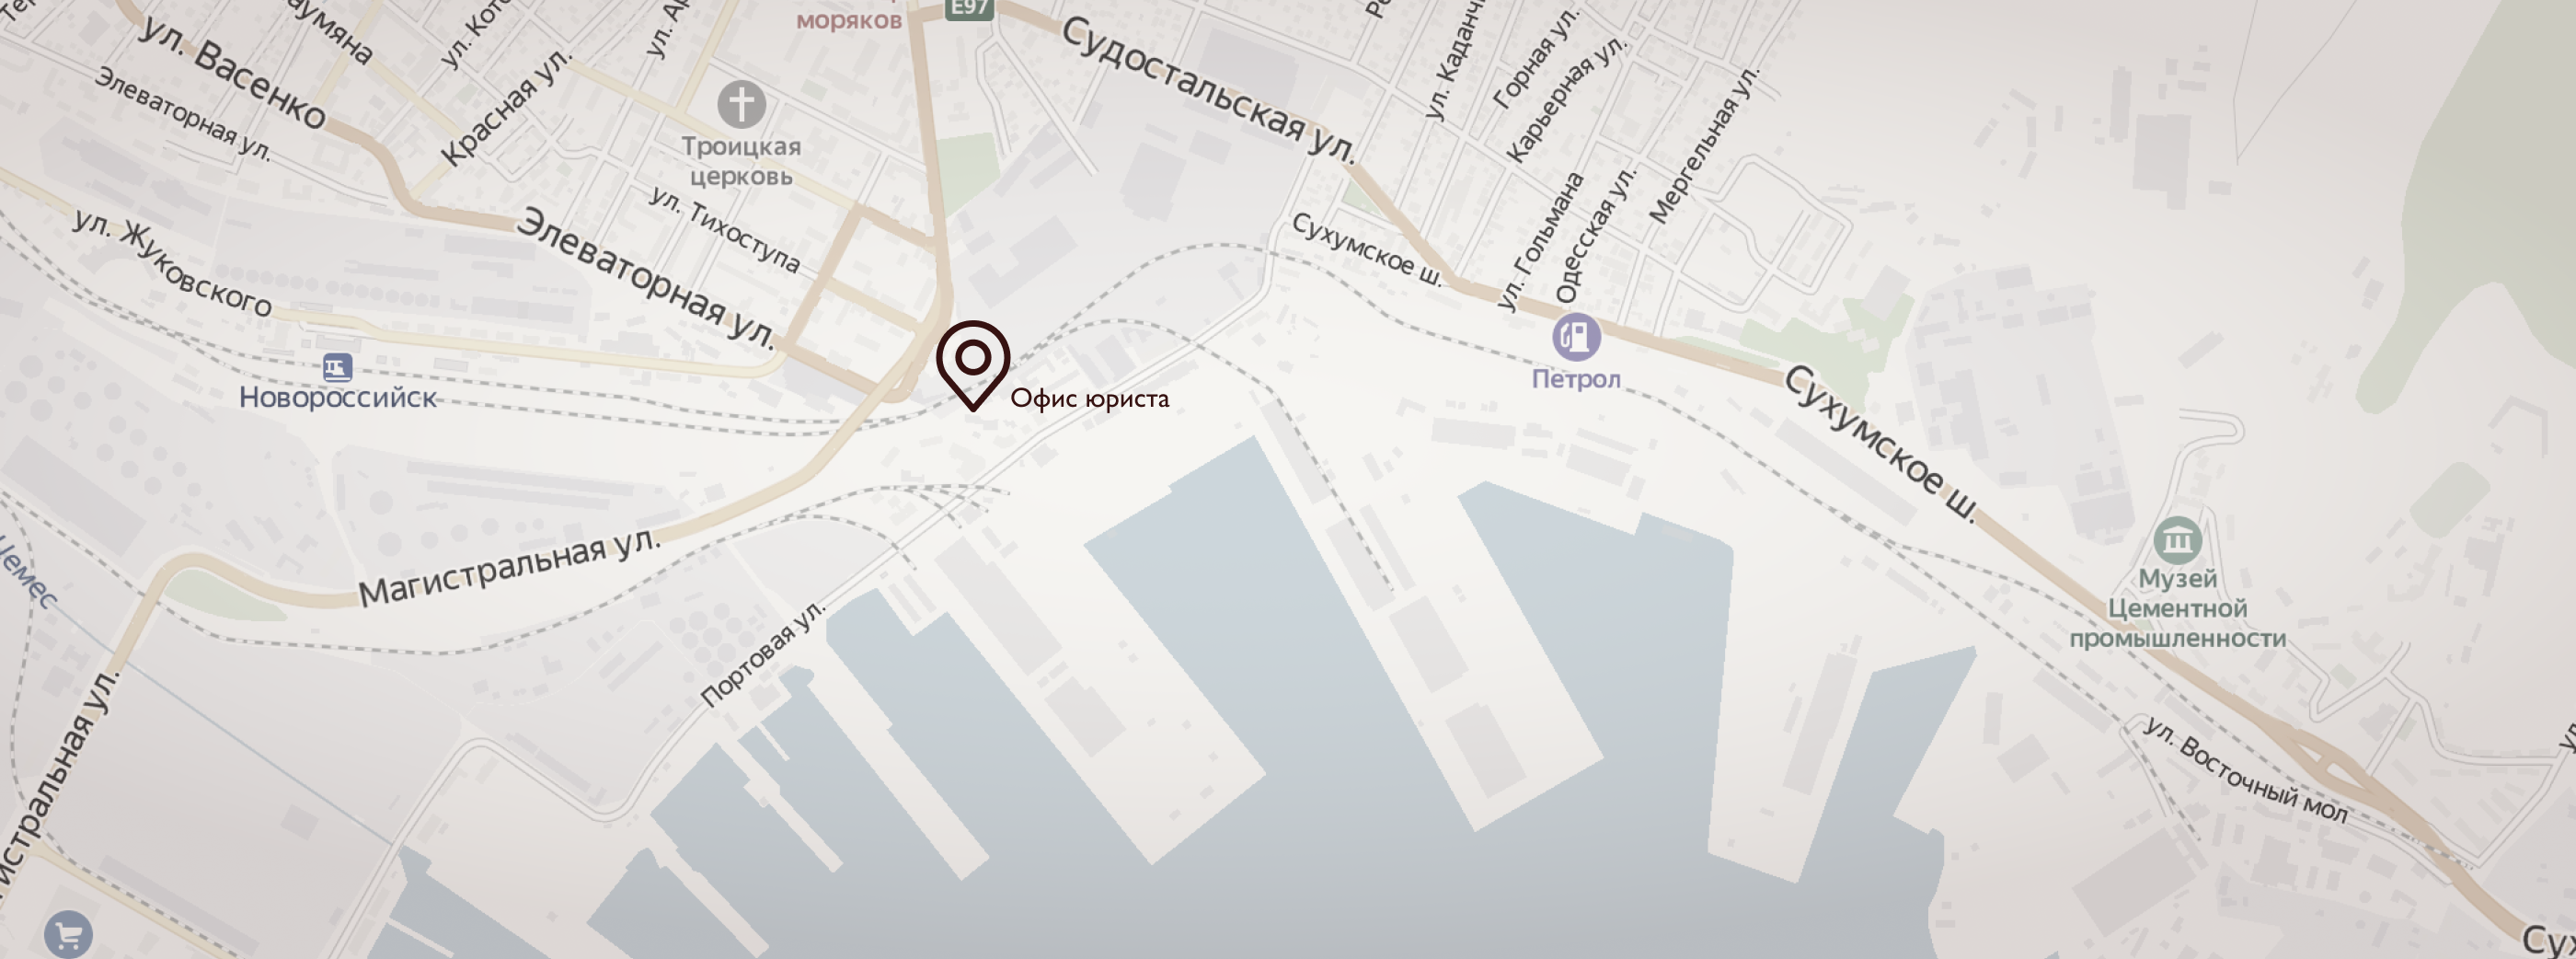 E97
моряков
ул. Васенко
Элеваторная ул.
Красная ул.
Судостальская ул.
Горная ул.
Карьерная ул.
Мергельная ул.
Троицкая
церковь
ул. Тихоступа
ул. Жуковского
Элеваторная ул.
Сухумское ш.
ул. Гольмана
Одесская ул.
Новороссийск
Офис юриста
Петрол
Сухумское ш.
Магистральная ул.
Портовая ул.
Музей
Цементной
промышленности
ул. Восточный мол
Цемес